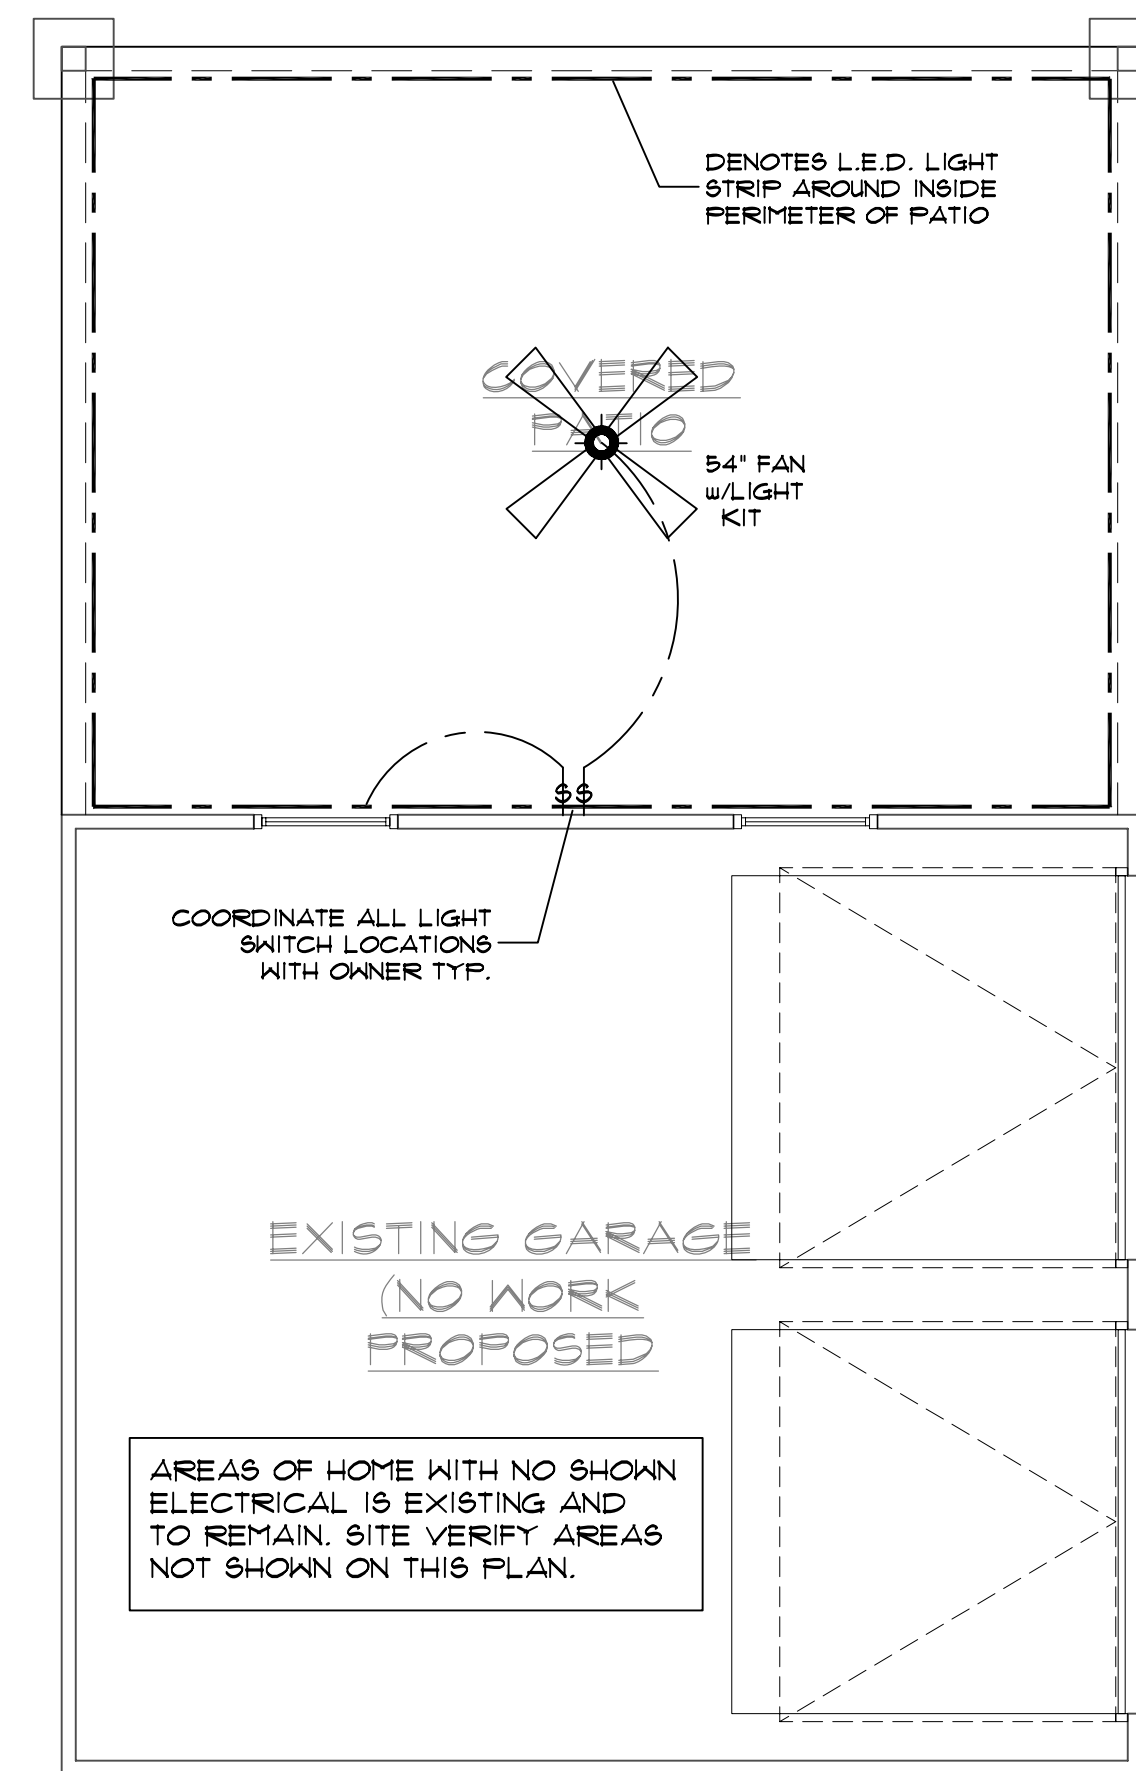 DENOTES L.E.D. LIGHT
STRIP AROUND INSIDE
PERIMETER OF PATIO
COVERED
PATIO
54" FAN
w/LIGHT
KIT
$ $
COORDINATE ALL LIGHT
SWITCH LOCATIONS
WITH OWNER TYP.
EXISTING GARAGE
(NO WORK
PROPOSED
AREAS OF HOME WITH NO SHOWN
ELECTRICAL IS EXISTING AND
TO REMAIN. SITE VERIFY AREAS
NOT SHOWN ON THIS PLAN.